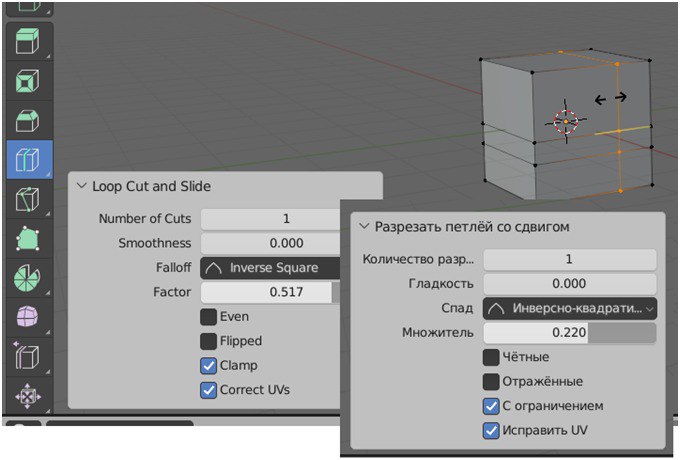 Loop Cut and Slide
Number of Cuts 1
Smoothness 0.000
Falloff Inverse Square
Factor 0.517
Even
Flipped
Clamp
Correct UVs
Разрезать петлёй со сдвигом
Количество разр... 1
Гладкость 0.000
Спад Инверсно-квадрати...
Множитель 0.220
Чётные
Отражённые
С ограничением
Исправить UV